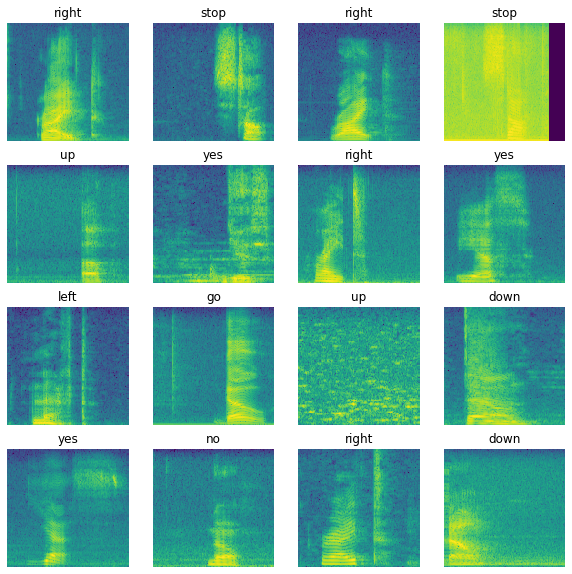 right stop right stop
up yes right yes
left go up down
yes no right down